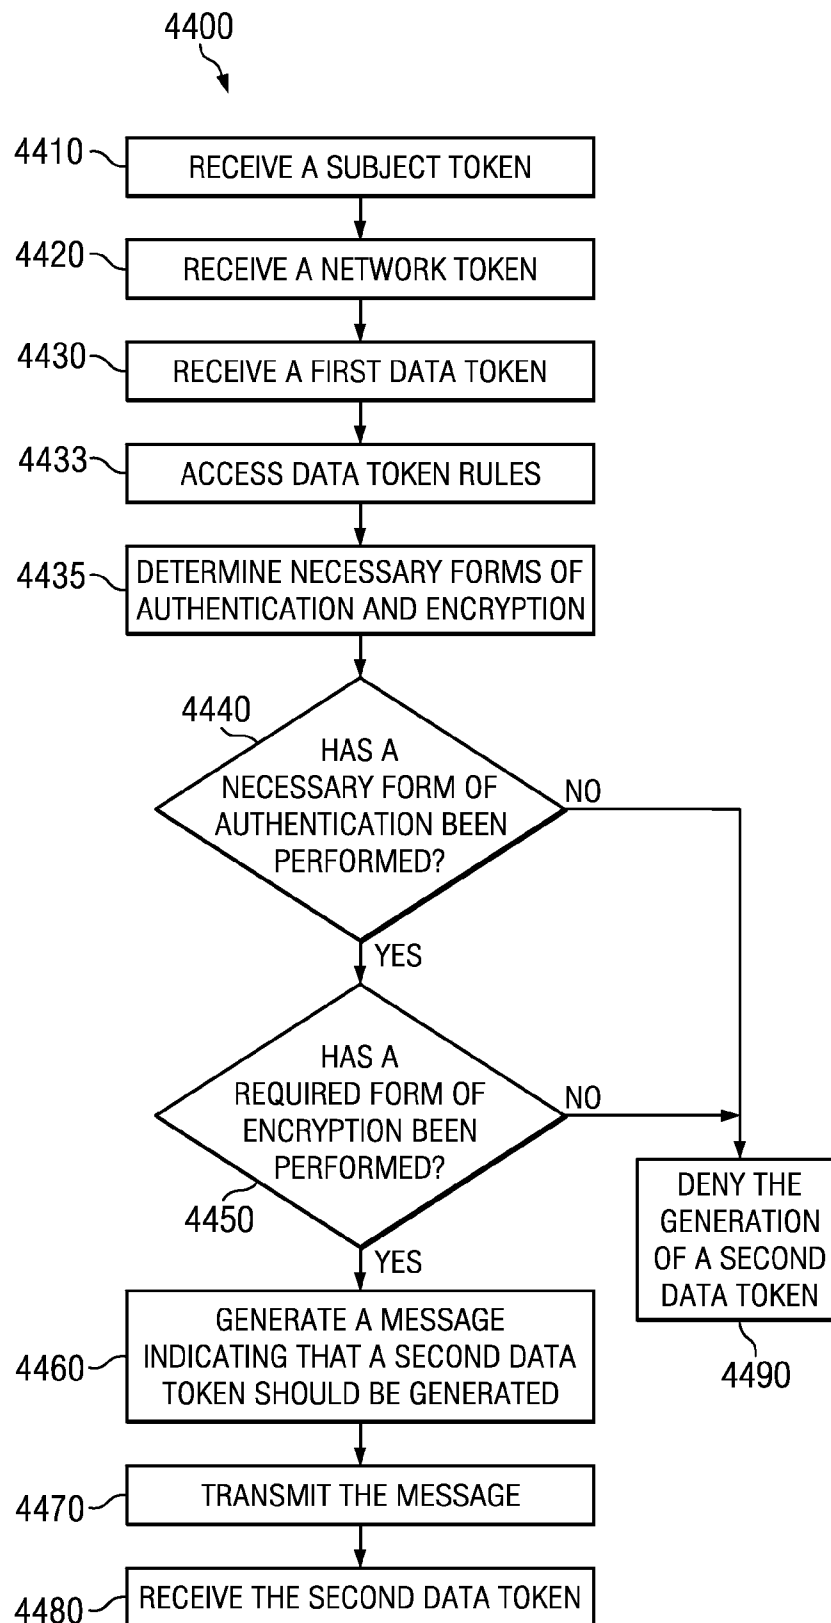 4400
4410
RECEIVE A SUBJECT TOKEN
4420
RECEIVE A NETWORK TOKEN
4430
RECEIVE A FIRST DATA TOKEN
4433
ACCESS DATA TOKEN RULES
4435
DETERMINE NECESSARY FORMS OF
AUTHENTICATION AND ENCRYPTION
4440
HAS A
NECESSARY FORM OF
AUTHENTICATION BEEN
PERFORMED?
NO
YES
HAS A
REQUIRED FORM OF
ENCRYPTION BEEN
PERFORMED?
NO
4450
YES
DENY THE
GENERATION
OF A SECOND
DATA TOKEN
4490
4460
GENERATE A MESSAGE
INDICATING THAT A SECOND DATA
TOKEN SHOULD BE GENERATED
4470
TRANSMIT THE MESSAGE
4480
RECEIVE THE SECOND DATA TOKEN